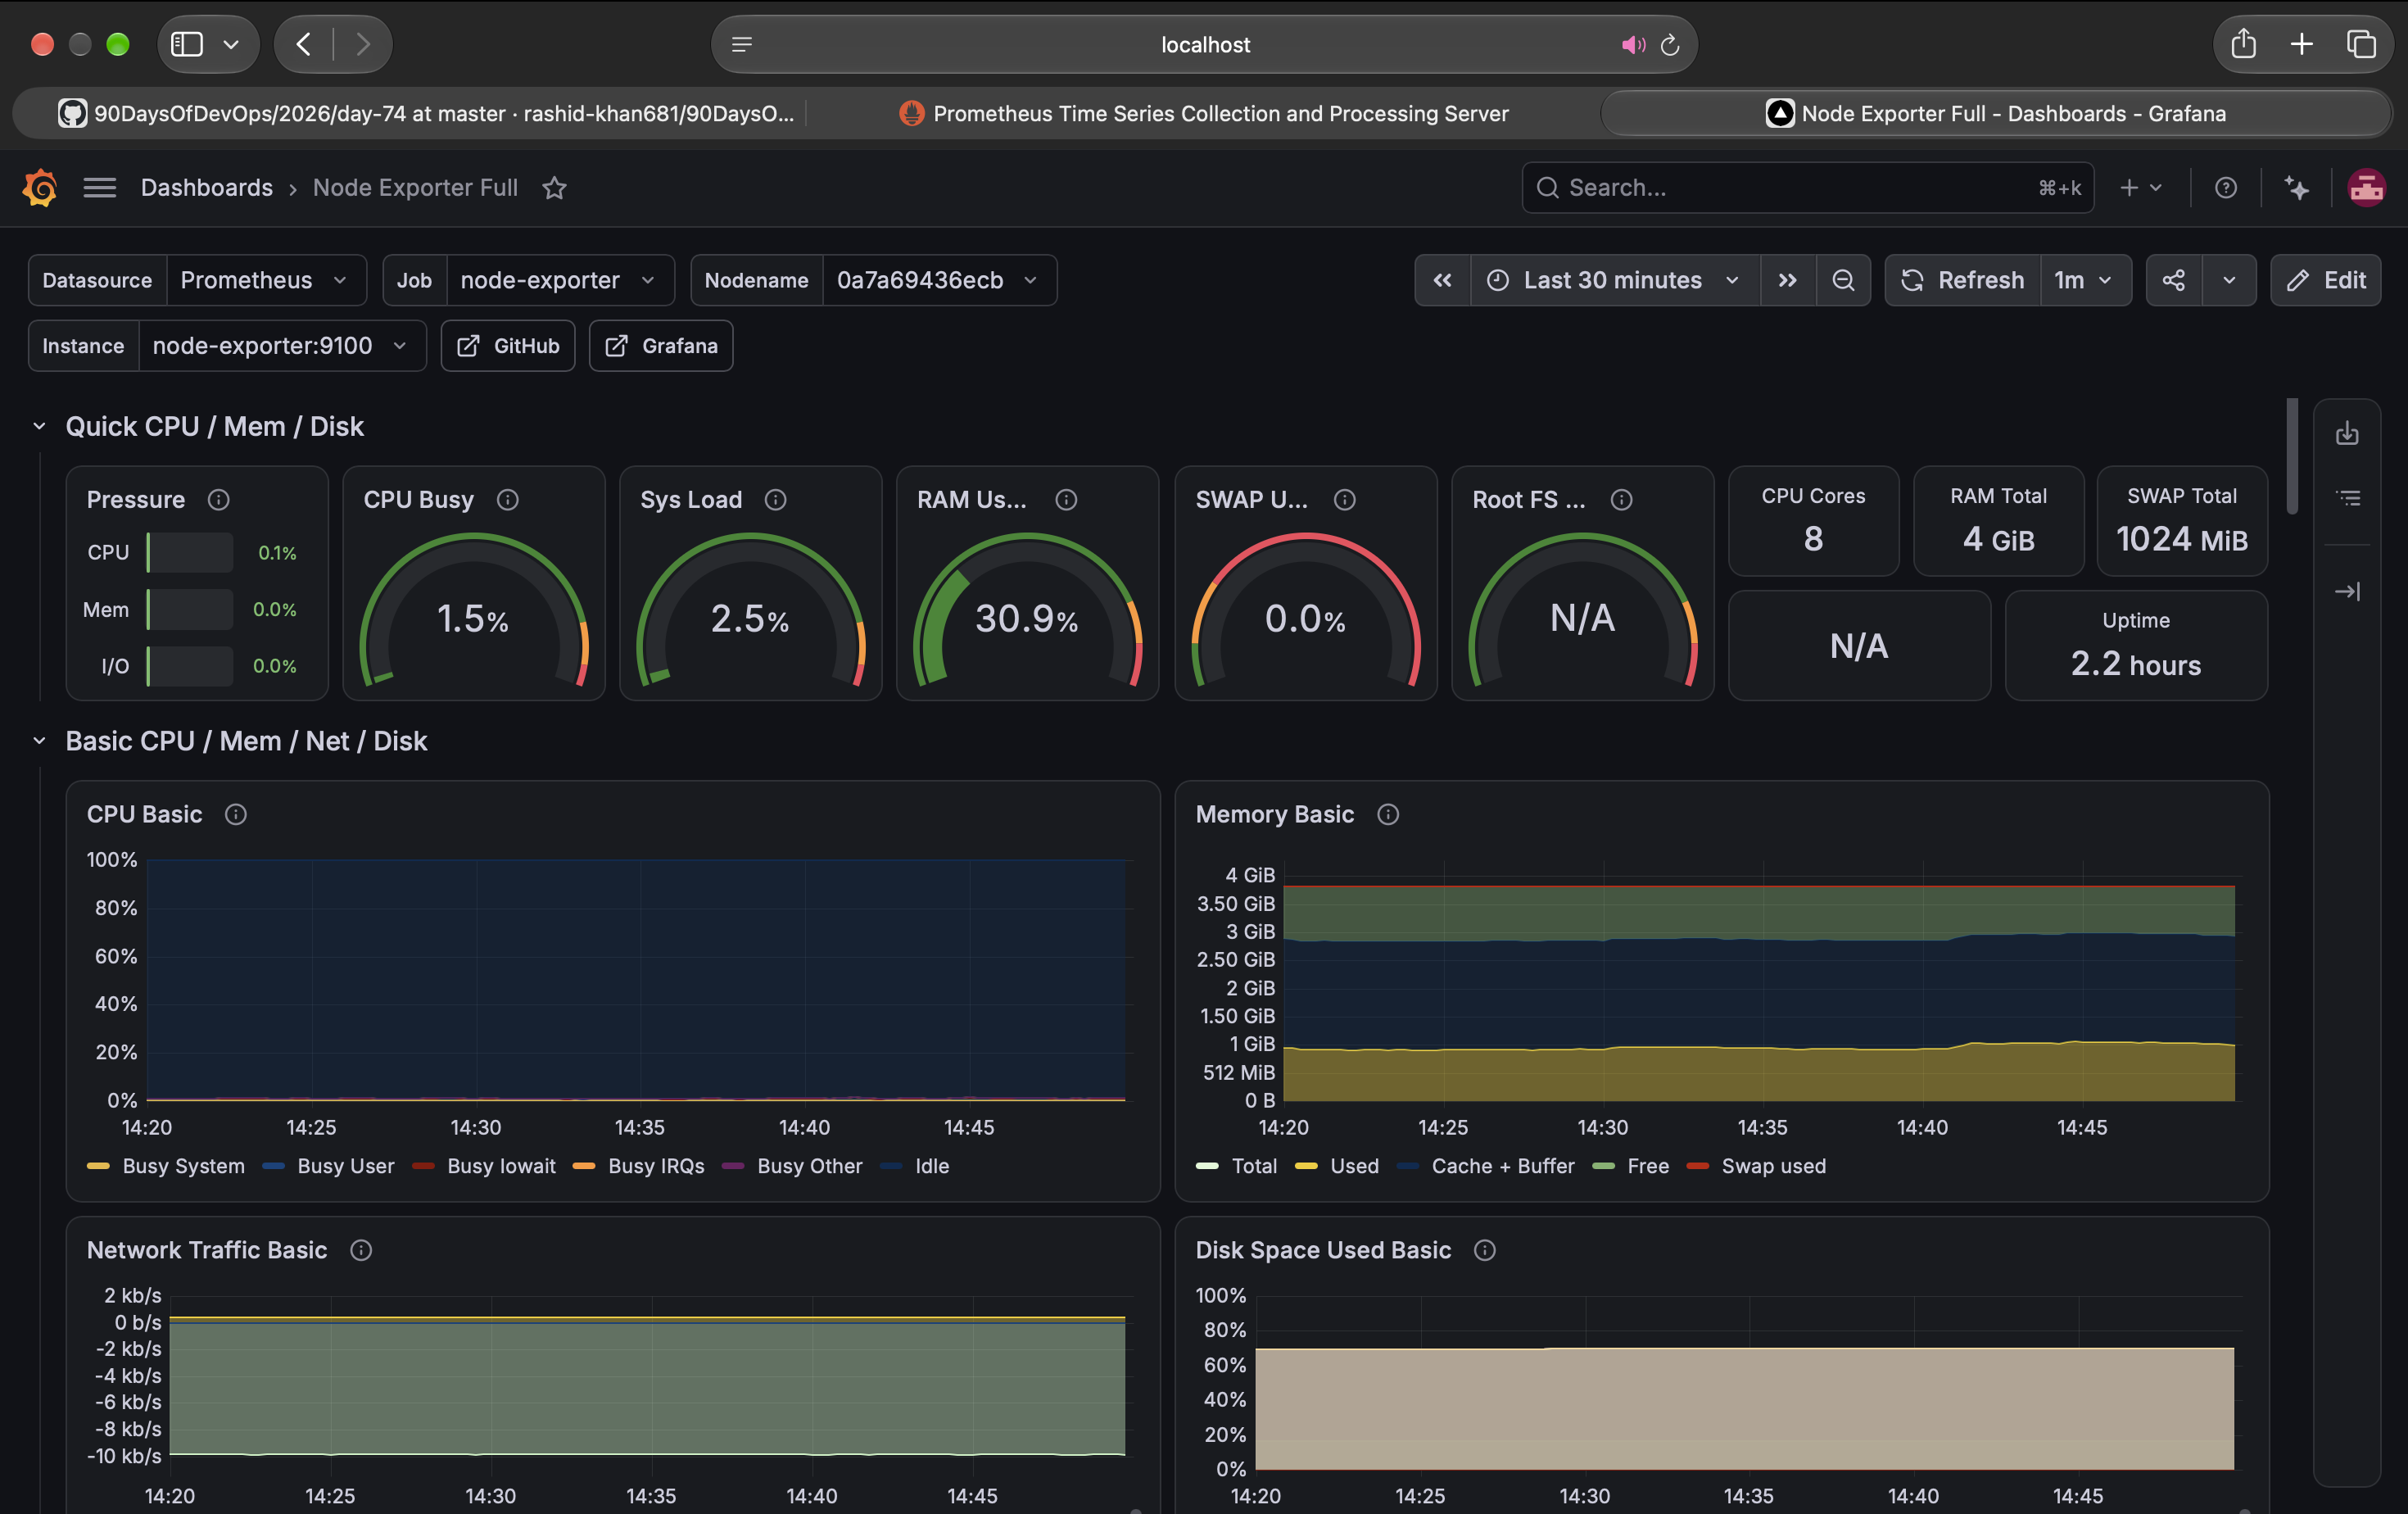 localhost
90DaysOfDevOps/2026/day-74 at master · rashid-khan681/90DaysO...
Prometheus Time Series Collection and Processing Server
Node Exporter Full - Dashboards - Grafana
Dashboards › Node Exporter Full
Search... ⌘+k
Datasource Prometheus
Job node-exporter
Nodename 0a7a69436ecb
Last 30 minutes
Refresh 1m
Edit
Instance node-exporter:9100
GitHub
Grafana
Quick CPU / Mem / Disk
Pressure
CPU 0.1%
Mem 0.0%
I/O 0.0%
CPU Busy
1.5%
Sys Load
2.5%
RAM Us...
30.9%
SWAP U...
0.0%
Root FS ...
N/A
CPU Cores
8
RAM Total
4 GiB
SWAP Total
1024 MiB
N/A
Uptime
2.2 hours
Basic CPU / Mem / Net / Disk
CPU Basic
100%
80%
60%
40%
20%
0%
14:20 14:25 14:30 14:35 14:40 14:45
Busy System Busy User Busy Iowait Busy IRQs Busy Other Idle
Memory Basic
4 GiB
3.50 GiB
3 GiB
2.50 GiB
2 GiB
1.50 GiB
1 GiB
512 MiB
0 B
14:20 14:25 14:30 14:35 14:40 14:45
Total Used Cache + Buffer Free Swap used
Network Traffic Basic
2 kb/s
0 b/s
-2 kb/s
-4 kb/s
-6 kb/s
-8 kb/s
-10 kb/s
14:20 14:25 14:30 14:35 14:40 14:45
Disk Space Used Basic
100%
80%
60%
40%
20%
0%
14:20 14:25 14:30 14:35 14:40 14:45